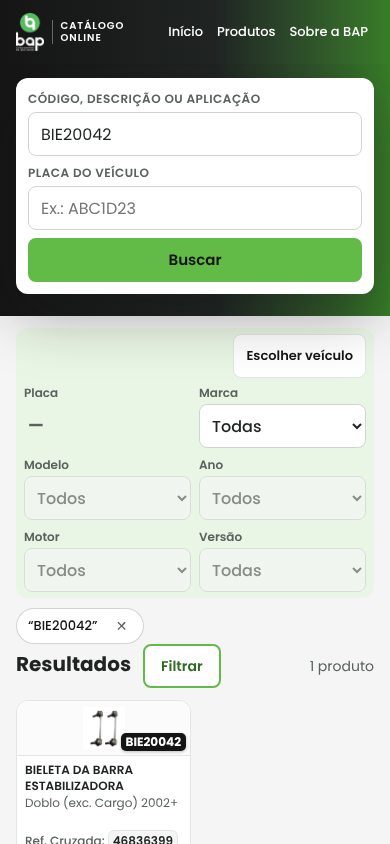 bap
CATÁLOGO
ONLINE
Início Produtos Sobre a BAP
CÓDIGO, DESCRIÇÃO OU APLICAÇÃO
BIE20042
PLACA DO VEÍCULO
Ex.: ABC1D23
Buscar
Escolher veículo
Placa Marca
— Todas
Modelo Ano
Todos Todos
Motor Versão
Todos Todas
“BIE20042” ✕
Resultados Filtrar 1 produto
BIE20042
BIELETA DA BARRA
ESTABILIZADORA
Doblo (exc. Cargo) 2002+
Ref. Cruzada: 46836399